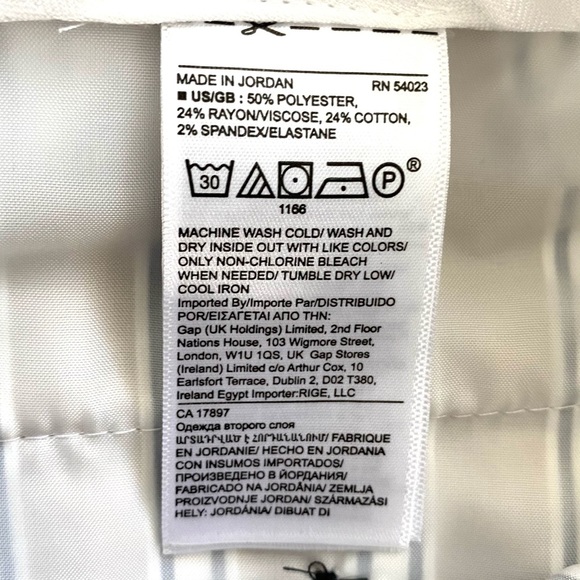 MADE IN JORDAN RN 54023
■ US/GB : 50% POLYESTER,
24% RAYON/VISCOSE, 24% COTTON,
2% SPANDEX/ELASTANE
30 P ®
1166
MACHINE WASH COLD/ WASH AND
DRY INSIDE OUT WITH LIKE COLORS/
ONLY NON-CHLORINE BLEACH
WHEN NEEDED/ TUMBLE DRY LOW/
COOL IRON
Imported By/Importe Par/DISTRIBUIDO
POR/ΕΙΣΑΓΕΤΑΙ ΑΠΟ ΤΗΝ:
Gap (UK Holdings) Limited, 2nd Floor
Nations House, 103 Wigmore Street,
London, W1U 1QS, UK Gap Stores
(Ireland) Limited c/o Arthur Cox, 10
Earlsfort Terrace, Dublin 2, D02 T380,
Ireland Egypt Importer:RIGE, LLC
CA 17897
Одежда второго слоя
ԱՐՏԱԴՐՎԱԾ Է ՀՈՐԴԱՆԱՆՈՒՄ/ FABRIQUE
EN JORDANIE/ HECHO EN JORDANIA
CON INSUMOS IMPORTADOS/
ПРОИЗВЕДЕНО В ЙОРДАНИИ/
FABRICADO NA JORDÂNIA/ ZEMLJA
PROIZVODNJE JORDAN/ SZÁRMAZÁSI
HELY: JORDÁNIA/ DIBUAT DI